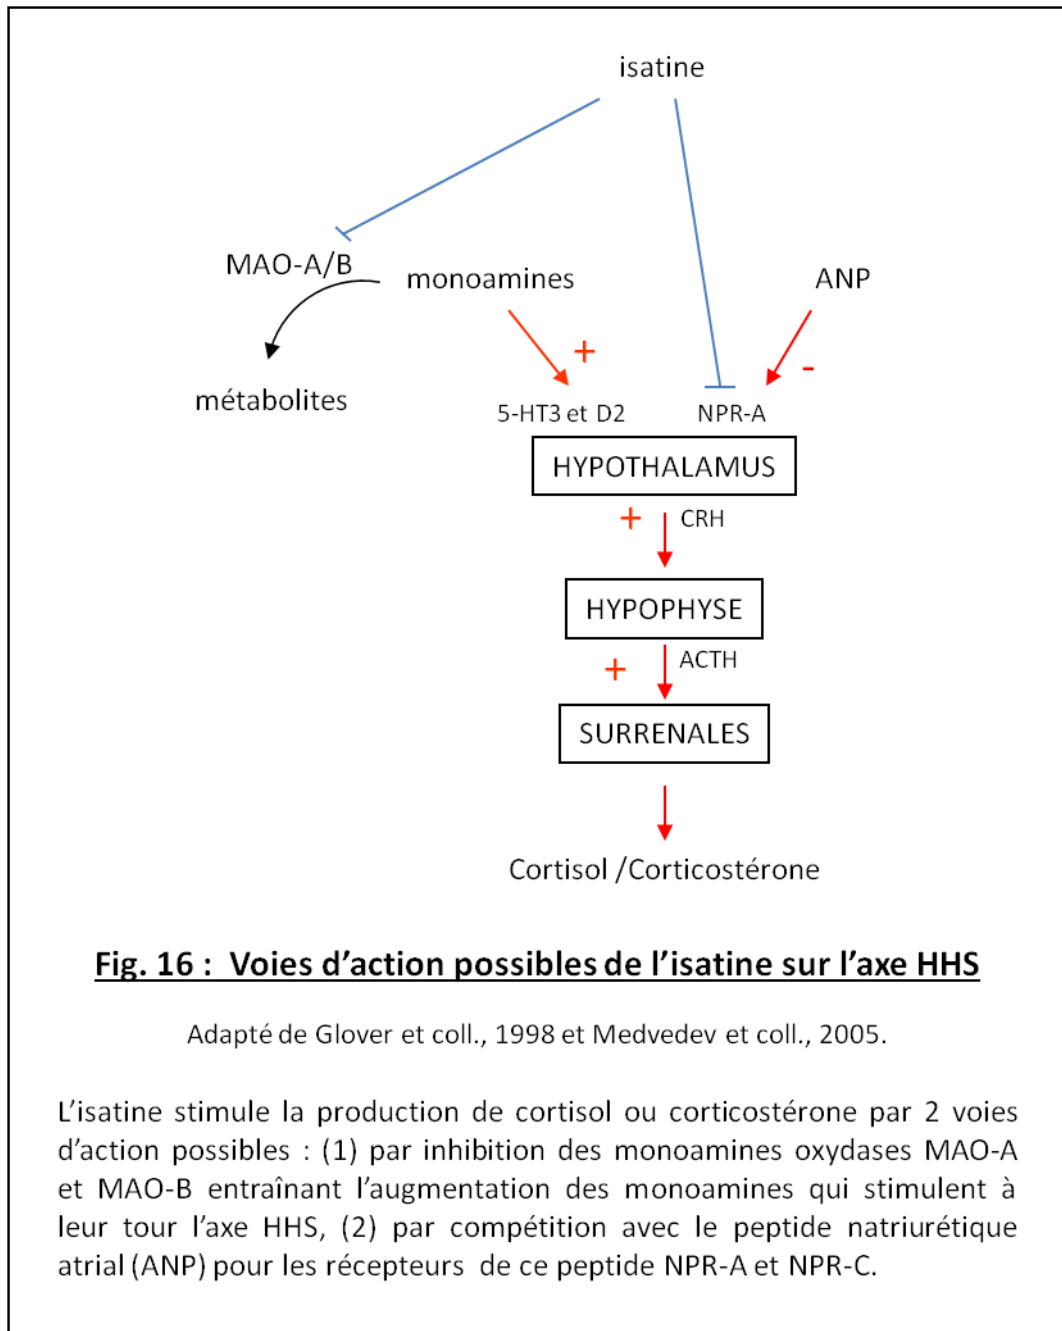 isatine
MAO-A/B
monoamines
ANP
+
-
métabolites
5-HT3 et D2
NPR-A
HYPOTHALAMUS
+
CRH
HYPOPHYSE
+
ACTH
SURRENALES
Cortisol /Corticostérone
Fig. 16 : Voies d’action possibles de l’isatine sur l’axe HHS
Adapté de Glover et coll., 1998 et Medvedev et coll., 2005.
L’isatine stimule la production de cortisol ou corticostérone par 2 voies
d’action possibles : (1) par inhibition des monoamines oxydases MAO-A
et MAO-B entraînant l’augmentation des monoamines qui stimulent à
leur tour l’axe HHS, (2) par compétition avec le peptide natriurétique
atrial (ANP) pour les récepteurs de ce peptide NPR-A et NPR-C.